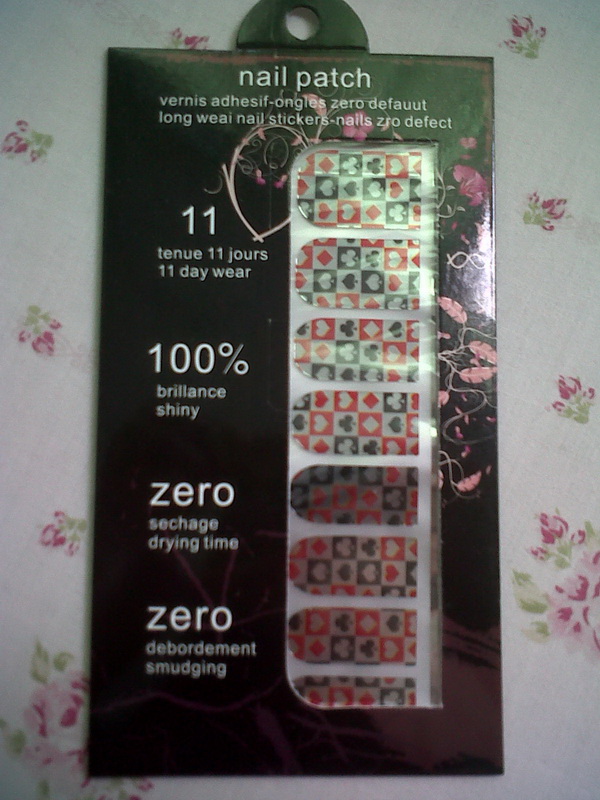 nail patch
vernis adhesif-ongles zero defauut
long weai nail stickers-nails zro defect
11
tenue 11 jours
11 day wear
100%
brillance
shiny
zero
sechage
drying time
zero
debordement
smudging